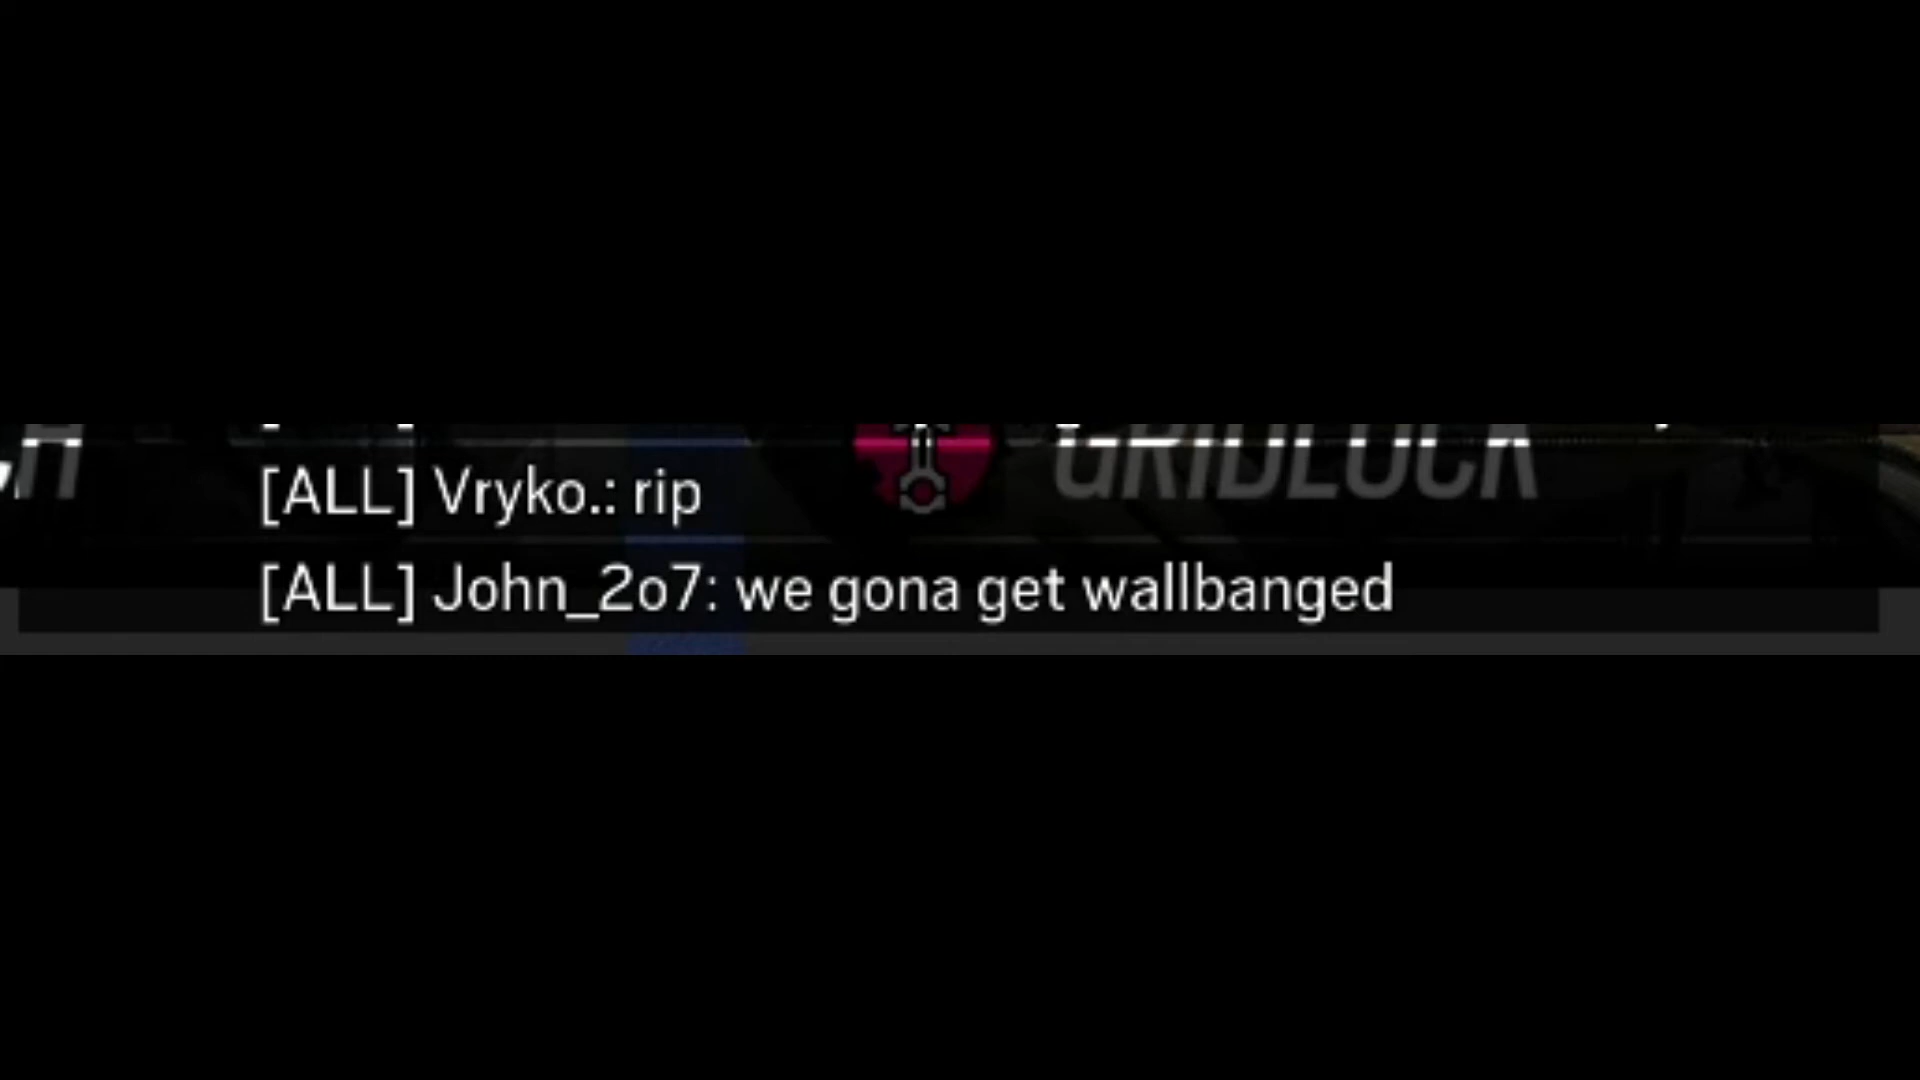 GRIDLOCK
[ALL] Vryko.: rip
[ALL] John_2o7: we gona get wallbanged